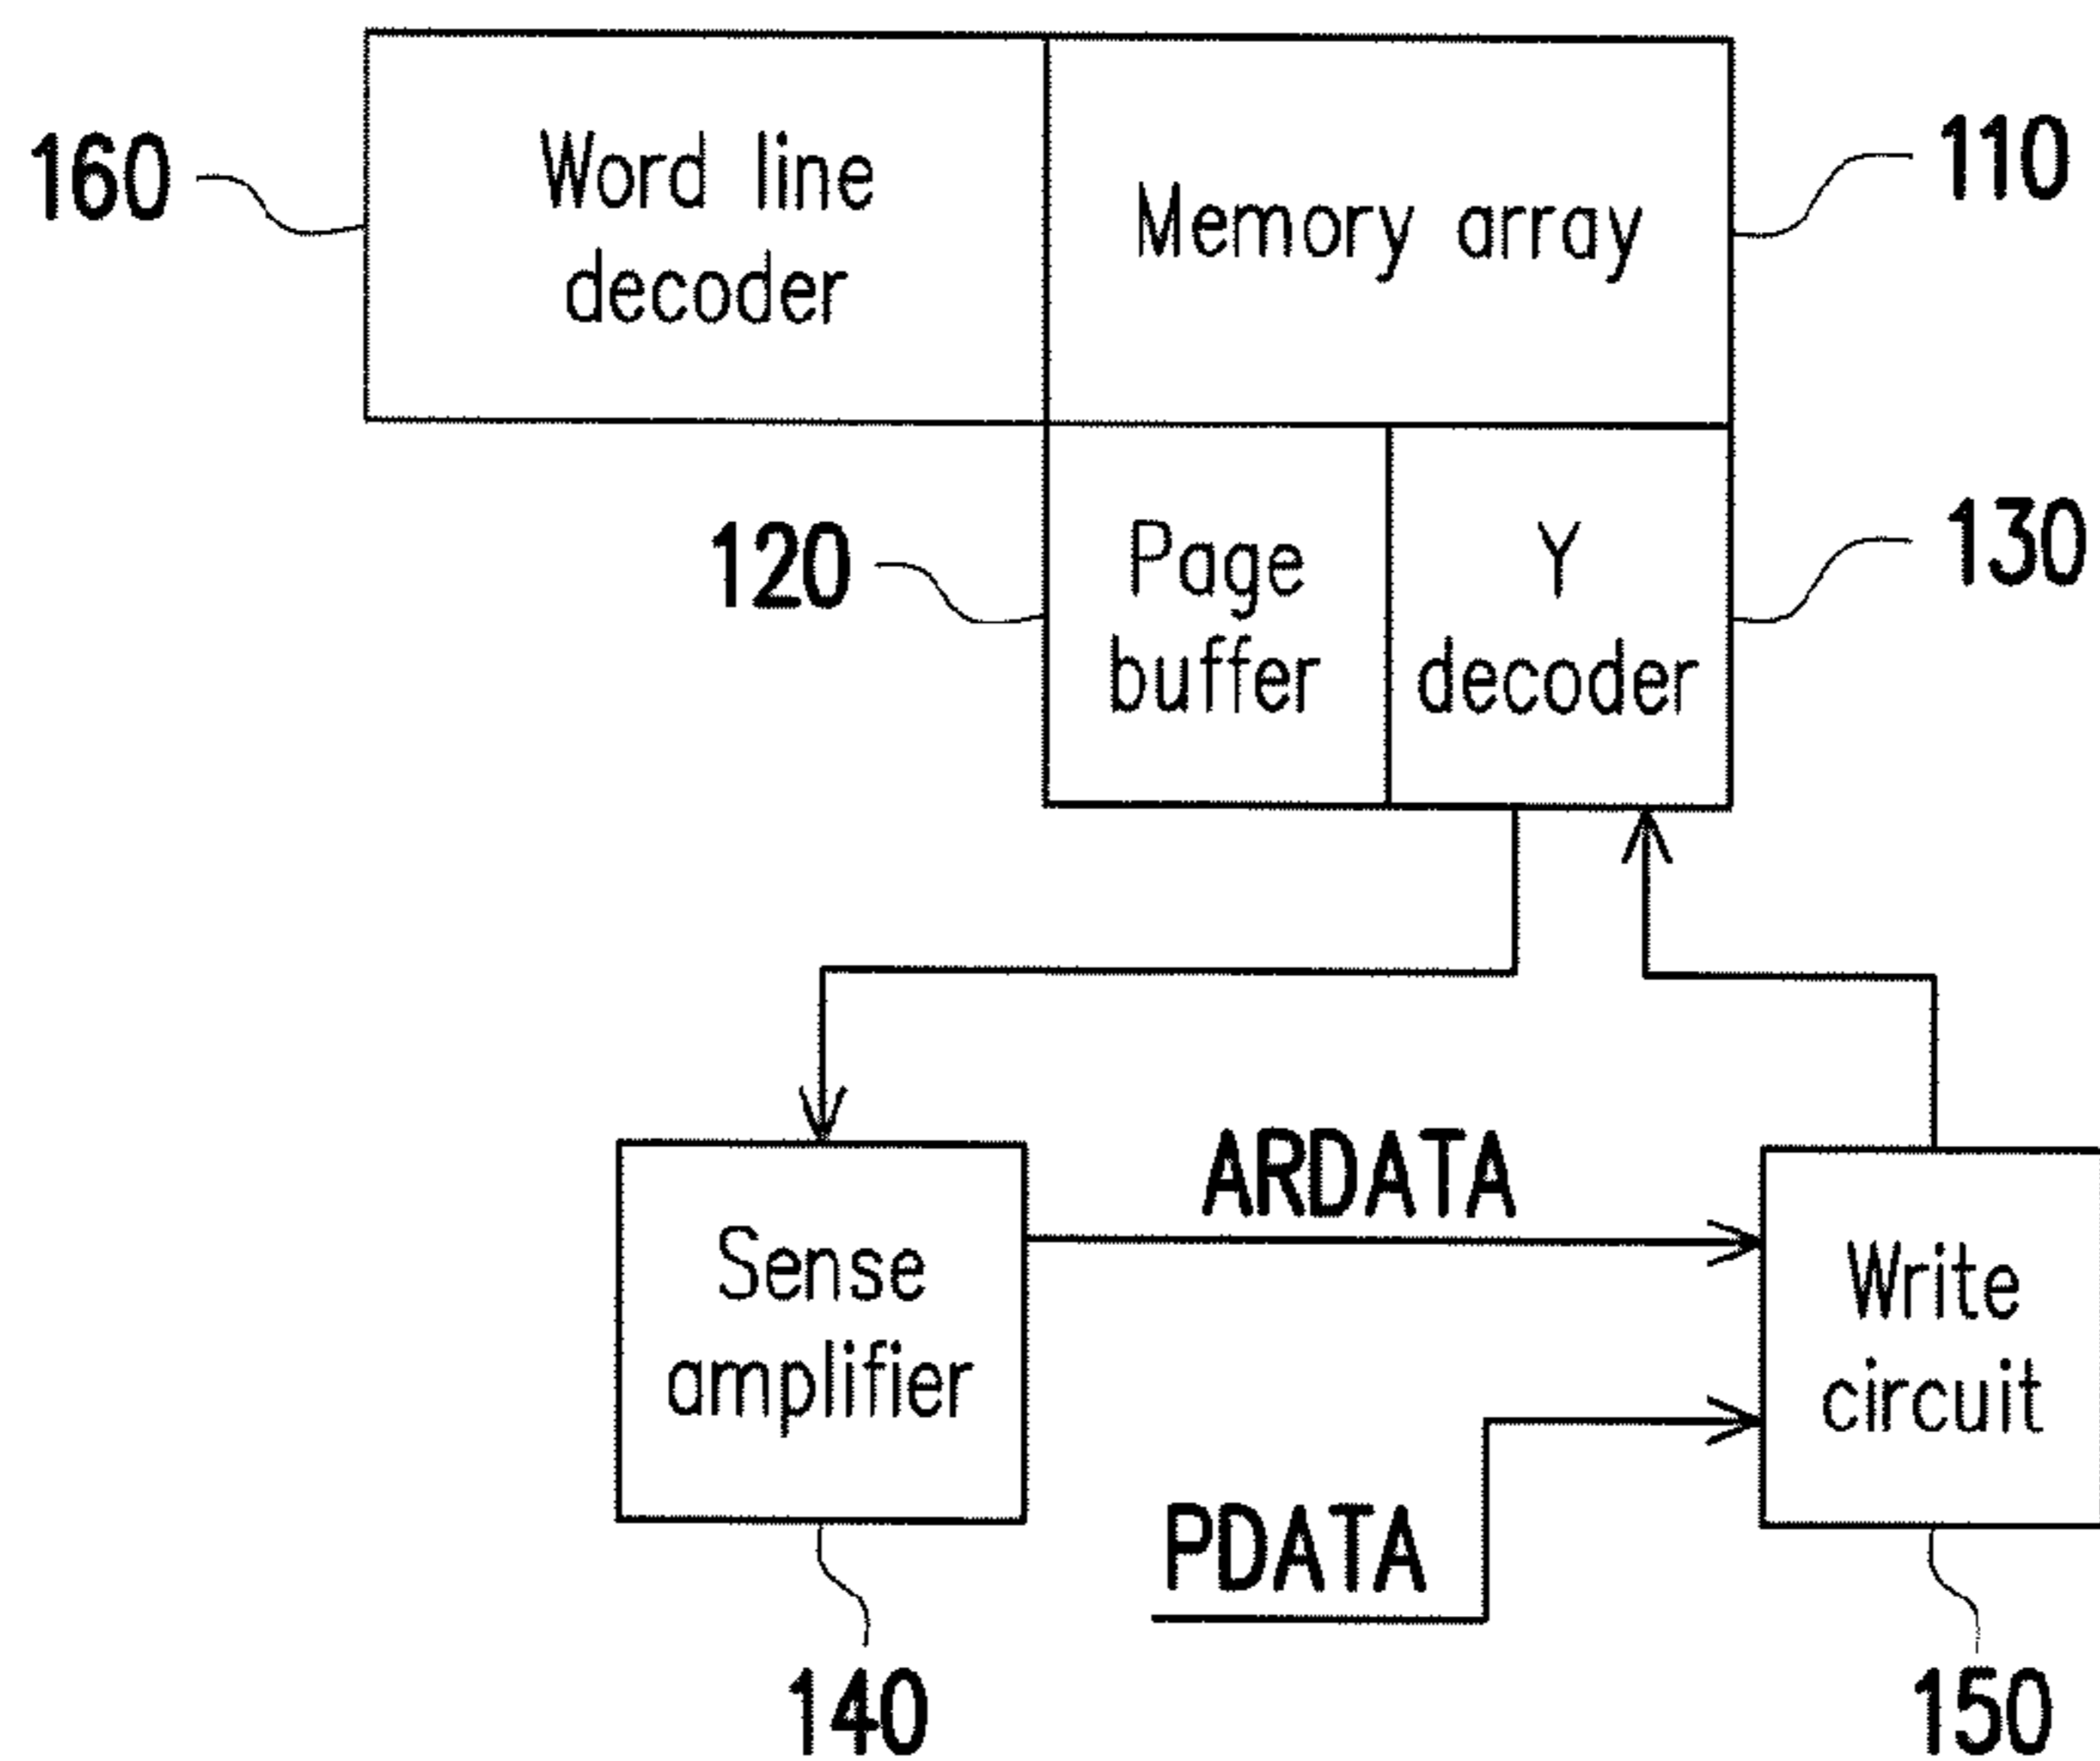 160
Word line
decoder
Memory array
110
120
Page
buffer
Y
decoder
130
Sense
amplifier
ARDATA
PDATA
Write
circuit
140
150